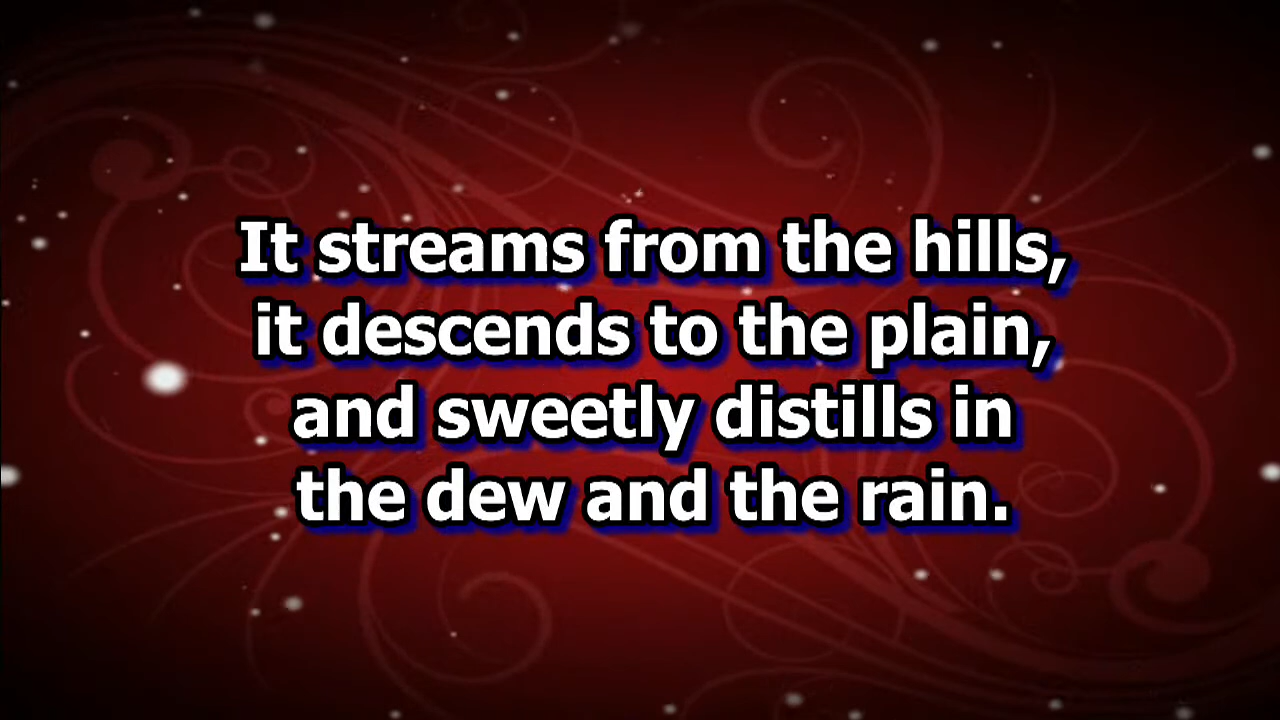 It streams from the hills,
it descends to the plain,
and sweetly distills in
the dew and the rain.